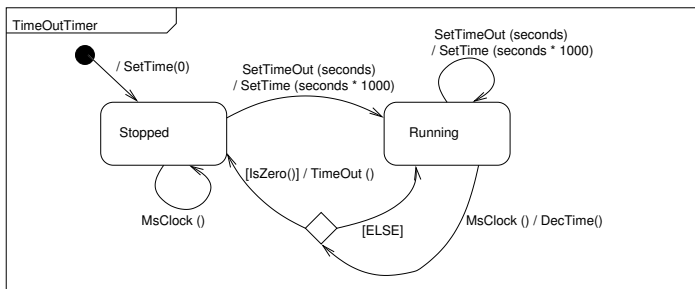 TimeOutTimer
/ SetTime(0)
SetTimeOut (seconds)
/ SetTime (seconds * 1000)
SetTimeOut (seconds)
/ SetTime (seconds * 1000)
Stopped
Running
[IsZero()] / TimeOut ()
MsClock ()
[ELSE]
MsClock () / DecTime()